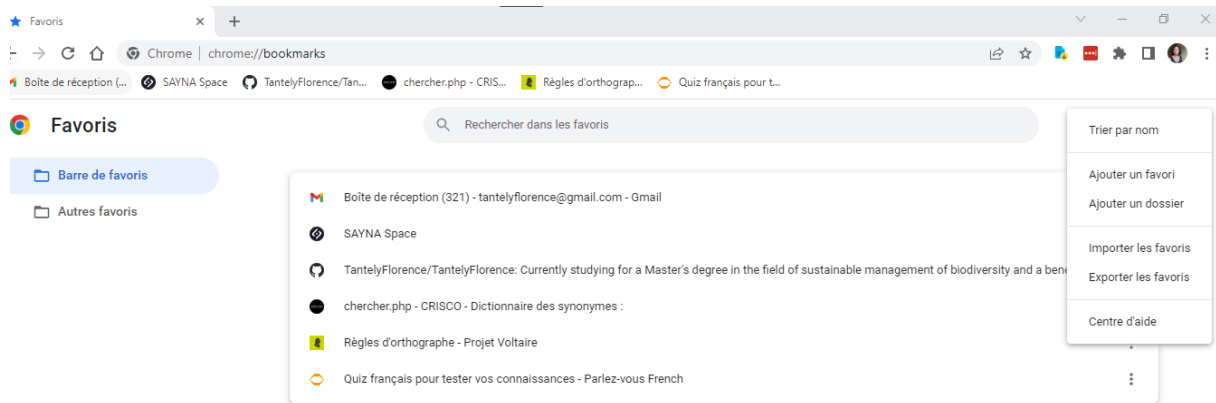 Favoris
Chrome | chrome://bookmarks
Boîte de réception (... SAYNA Space TantelyFlorence/Tan... chercher.php - CRIS... Règles d'orthograp... Quiz français pour t...
Favoris
Rechercher dans les favoris
Trier par nom
Barre de favoris
Ajouter un favori
Boîte de réception (321) - tantelyflorence@gmail.com - Gmail
Ajouter un dossier
Autres favoris
SAYNA Space
Importer les favoris
TantelyFlorence/TantelyFlorence: Currently studying for a Master's degree in the field of sustainable management of biodiversity and a bene
Exporter les favoris
chercher.php - CRISCO - Dictionnaire des synonymes :
Centre d'aide
Règles d'orthographe - Projet Voltaire
Quiz français pour tester vos connaissances - Parlez-vous French